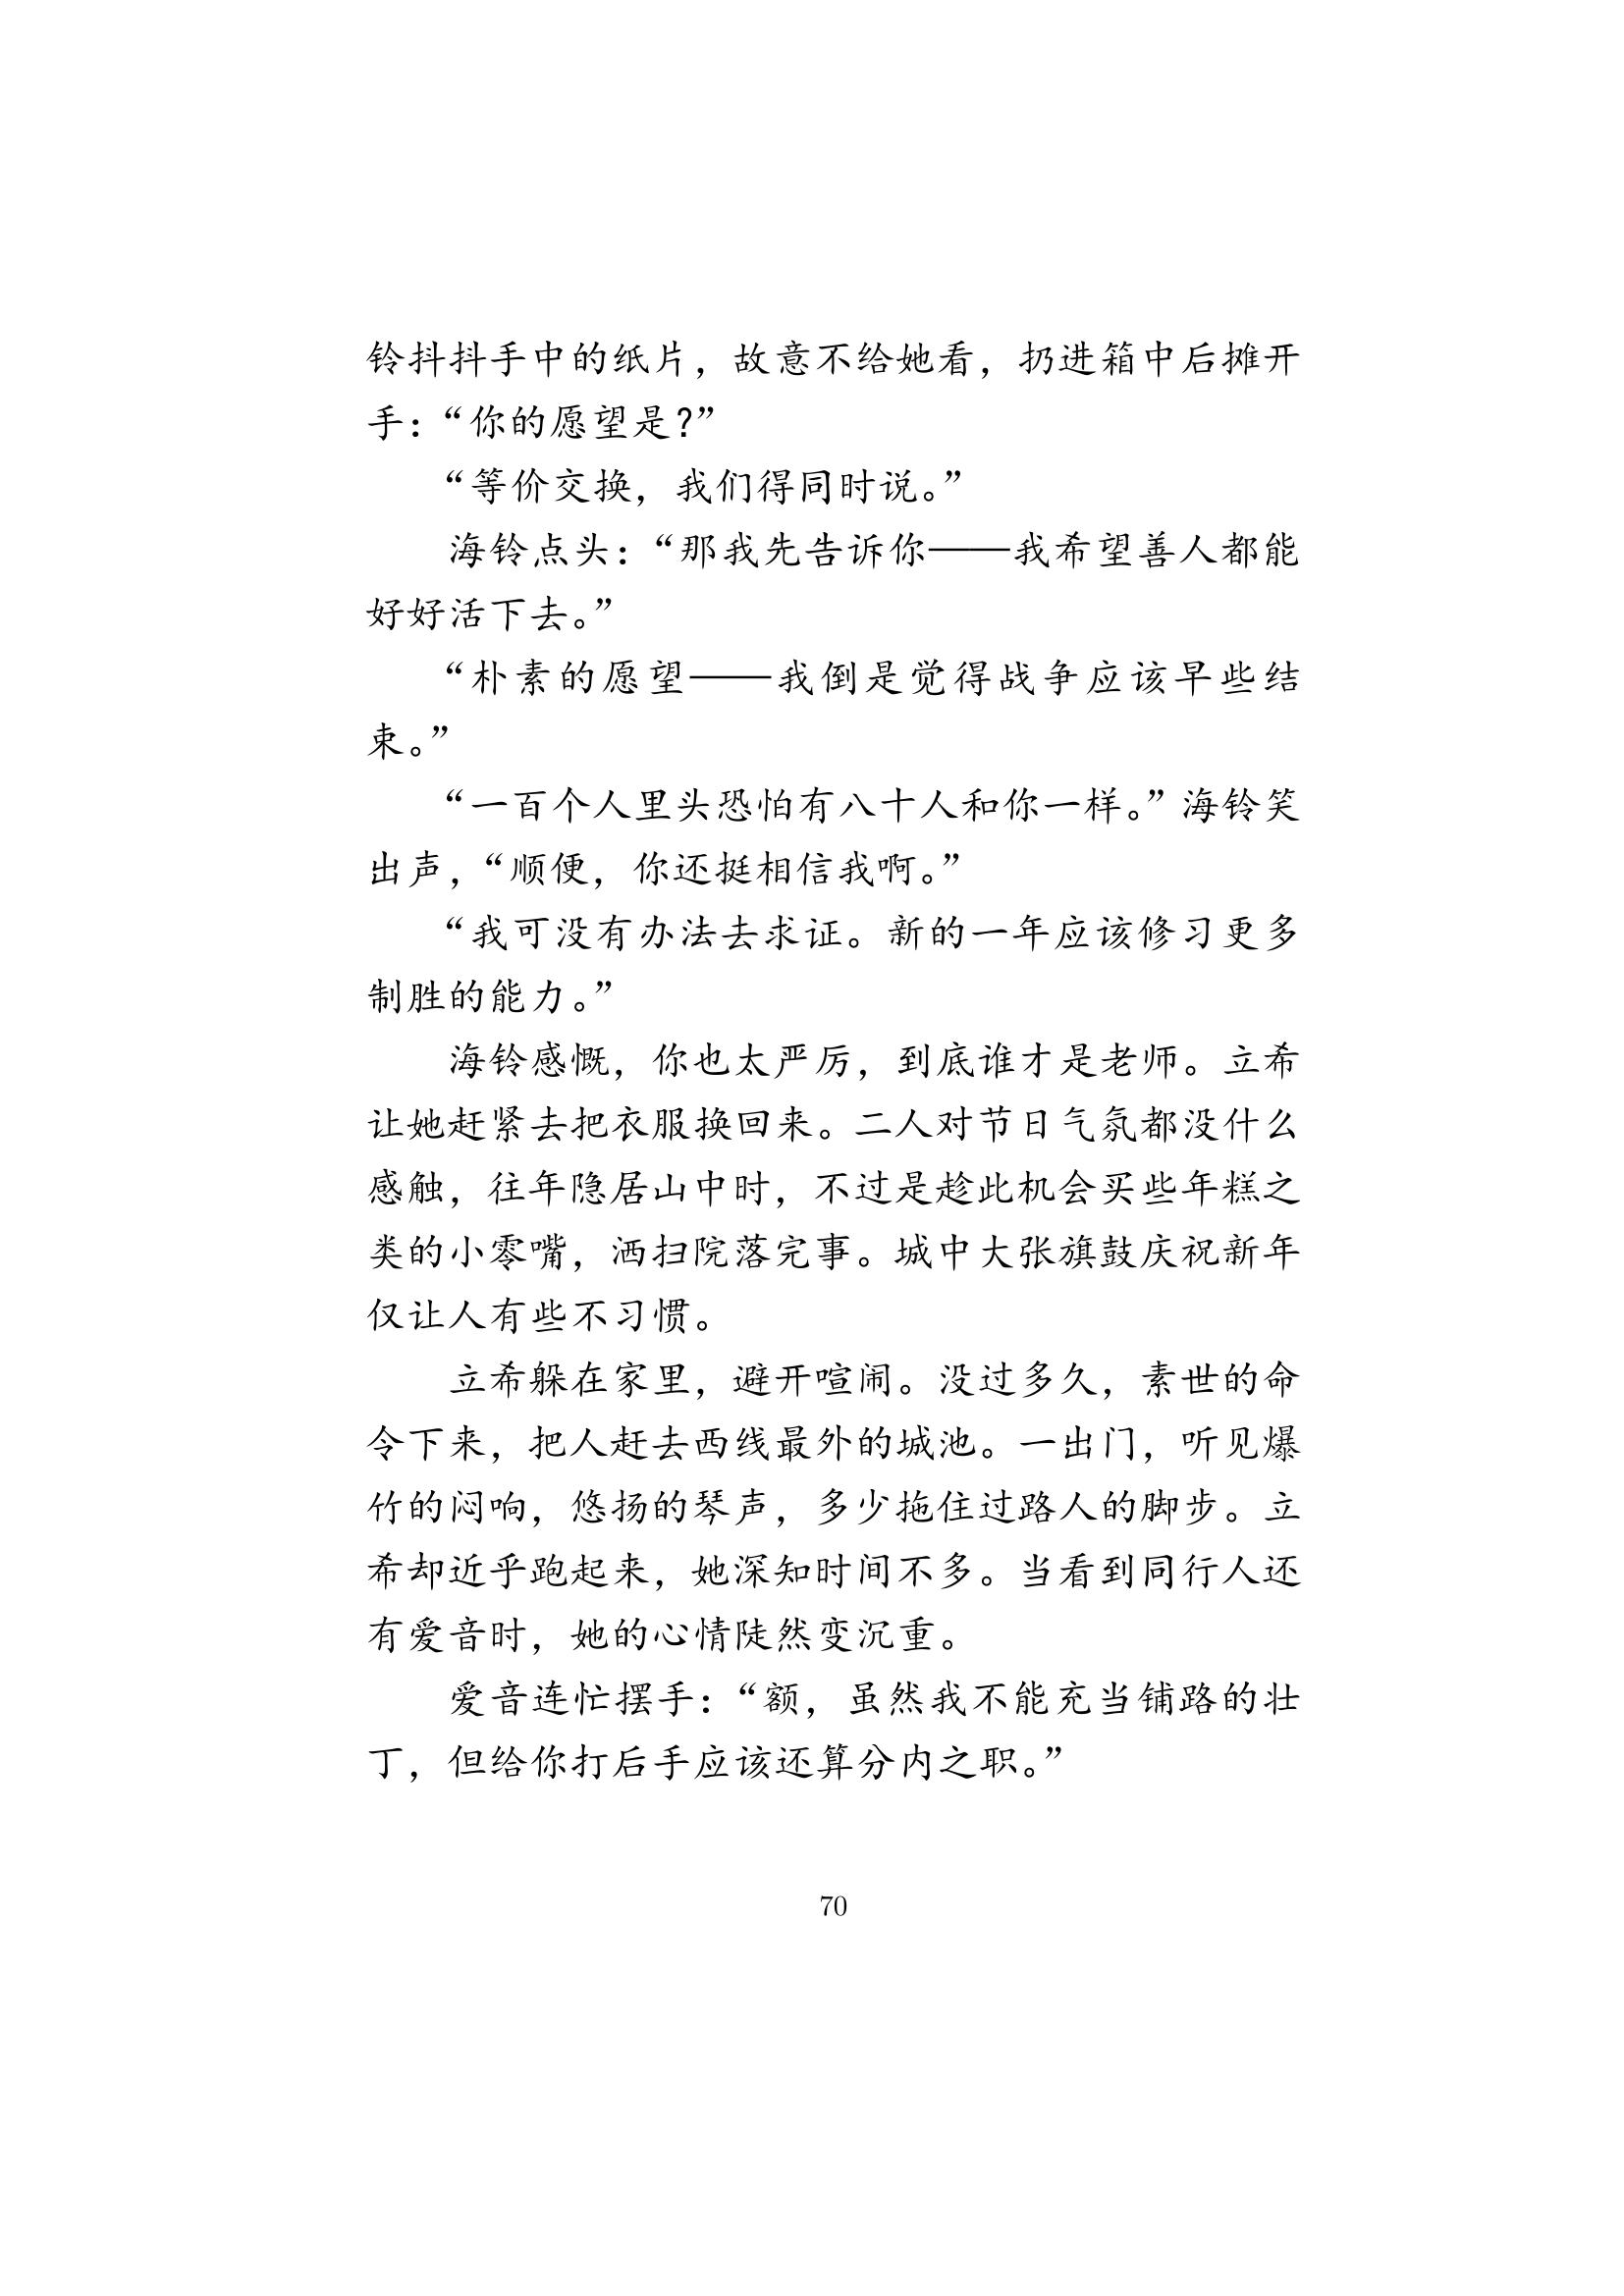 铃抖抖手中的纸片，故意不给她看，扔进箱中后摊开
手：“你的愿望是？”
“等价交换，我们得同时说。”
海铃点头：“那我先告诉你——我希望善人都能
好好活下去。”
“朴素的愿望——我倒是觉得战争应该早些结
束。”
“一百个人里头恐怕有八十人和你一样。”海铃笑
出声，“顺便，你还挺相信我啊。”
“我可没有办法去求证。新的一年应该修习更多
制胜的能力。”
海铃感慨，你也太严厉，到底谁才是老师。立希
让她赶紧去把衣服换回来。二人对节日气氛都没什么
感触，往年隐居山中时，不过是趁此机会买些年糕之
类的小零嘴，洒扫院落完事。城中大张旗鼓庆祝新年
仅让人有些不习惯。
立希躲在家里，避开喧闹。没过多久，素世的命
令下来，把人赶去西线最外的城池。一出门，听见爆
竹的闷响，悠扬的琴声，多少拖住过路人的脚步。立
希却近乎跑起来，她深知时间不多。当看到同行人还
有爱音时，她的心情陡然变沉重。
爱音连忙摆手：“额，虽然我不能充当铺路的壮
丁，但给你打后手应该还算分内之职。”
70